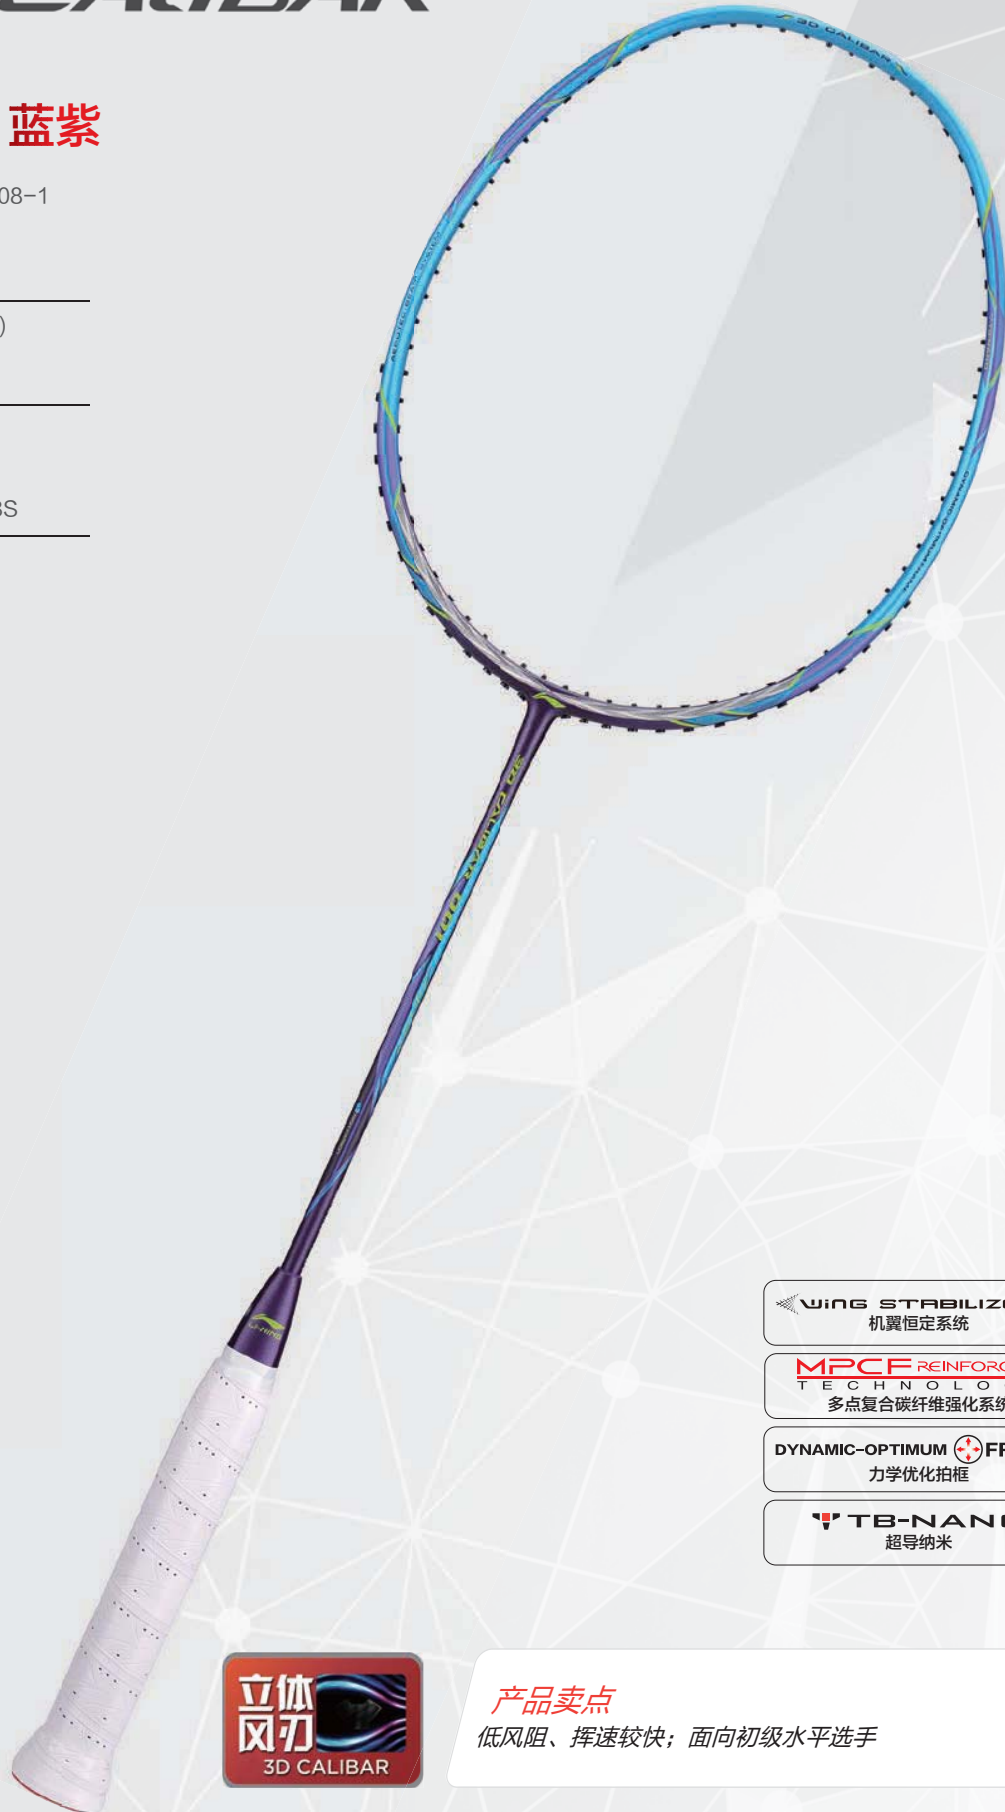 CALIBAR
蓝紫
08-1
)
3S
3D CALIBAR
3D CALIBAR 001
LI-NING
WiNG STABILIZ
机翼恒定系统
MPCF REINFORC
TECHNOLO
多点复合碳纤维强化系统
DYNAMIC-OPTIMUM FR
力学优化拍框
TB-NANO
超导纳米
立体
风刃
3D CALIBAR
产品卖点
低风阻、挥速较快；面向初级水平选手